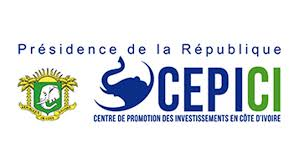 Présidence de la République
CEPICI
CENTRE DE PROMOTION DES INVESTISSEMENTS EN CÔTE D'IVOIRE